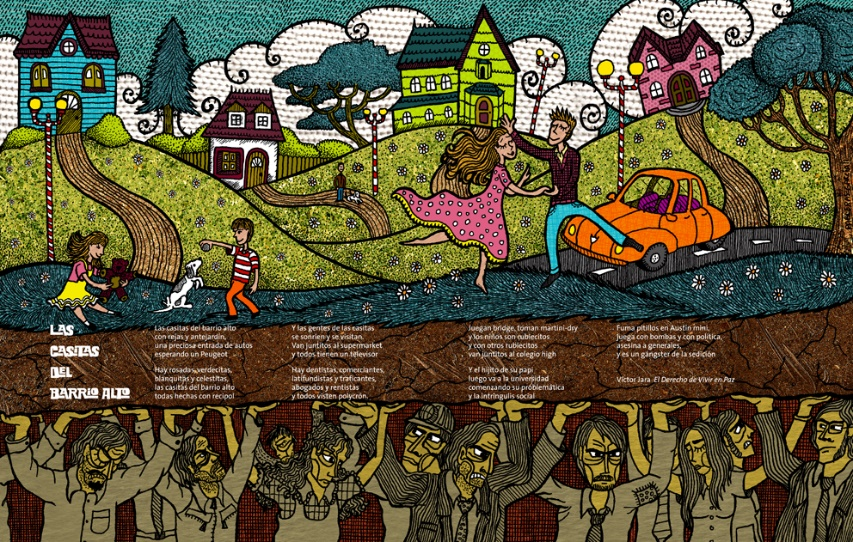 LAS
CASITAS
DEL
BARRIO ALTO
Las casitas del barrio alto
con rejas y antejardín,
una preciosa entrada de autos
esperando un Peugeot
Hay rosadas, verdecitas,
blanquitas y celestitas,
las casitas del barrio alto
todas hechas con recipol
Y las gentes de las casitas
se sonríen y se visitan.
Van juntitos al supermarket
y todos tienen un televisor
Hay dentistas, comerciantes,
latifundistas y traficantes,
abogados y rentistas
y todos visten polycron.
Juegan bridge, toman martini-dry
y los niños son rubiecitos
y con otros rubiecitos
van juntitos al colegio high
Y el hijito de su papi
luego va a la universidad
comenzando su problemática
y la intríngulis social
Fuma pitillos en Austin mini,
juega con bombas y con política,
asesina a generales,
y es un gángster de la sedición
Víctor Jara El Derecho de Vivir en Paz